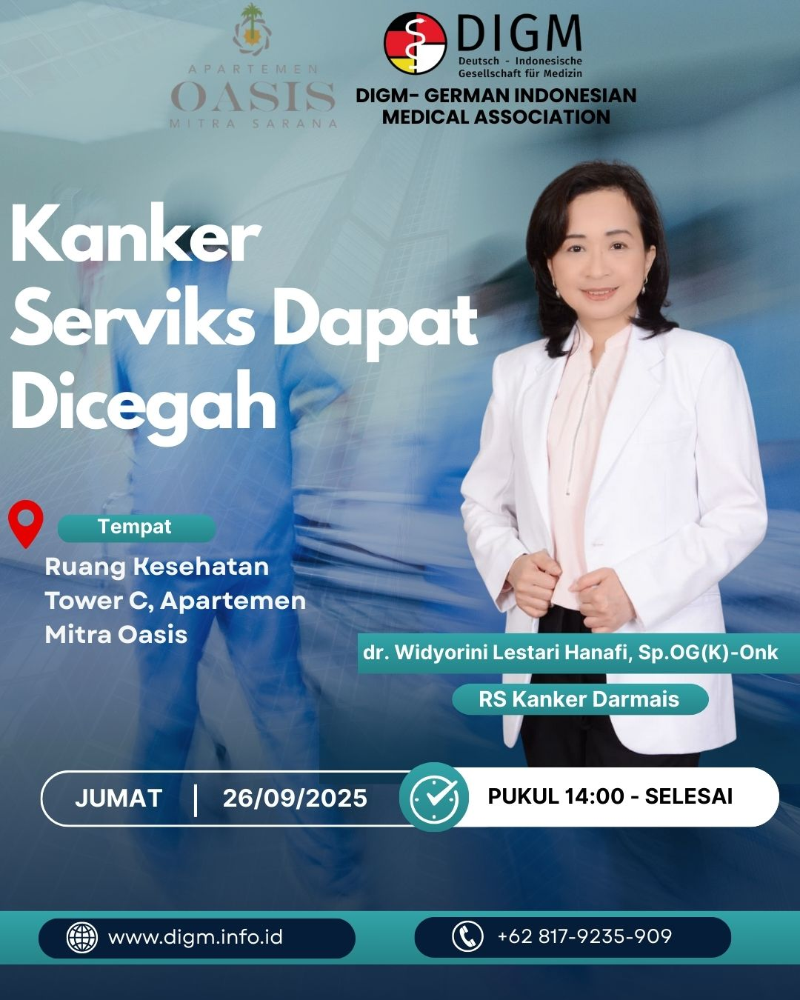 APARTEMEN
OASIS
MITRA SARANA
DIGM
Deutsch - Indonesische
Gesellschaft für Medizin
DIGM- GERMAN INDONESIAN
MEDICAL ASSOCIATION
Kanker
Serviks Dapat
Dicegah
Tempat
Ruang Kesehatan
Tower C, Apartemen
Mitra Oasis
dr. Widyorini Lestari Hanafi, Sp.OG(K)-Onk
RS Kanker Darmais
JUMAT | 26/09/2025
PUKUL 14:00 - SELESAI
www.digm.info.id
+62 817-9235-909